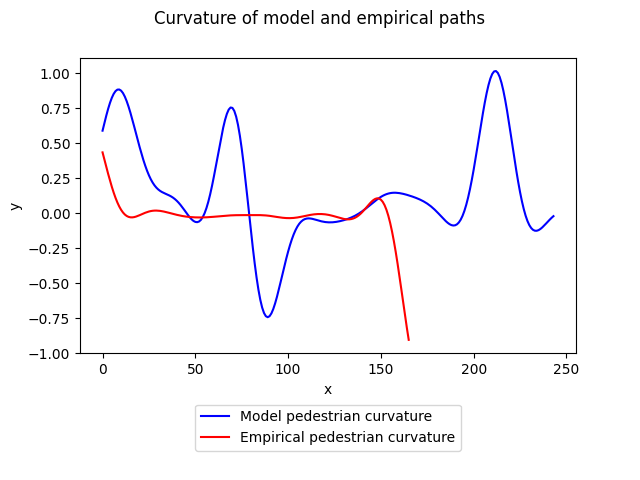 Curvature of model and empirical paths
1.00
0.75
0.50
0.25
0.00
−0.25
−0.50
−0.75
−1.00
y
0 50 100 150 200 250
x
Model pedestrian curvature
Empirical pedestrian curvature